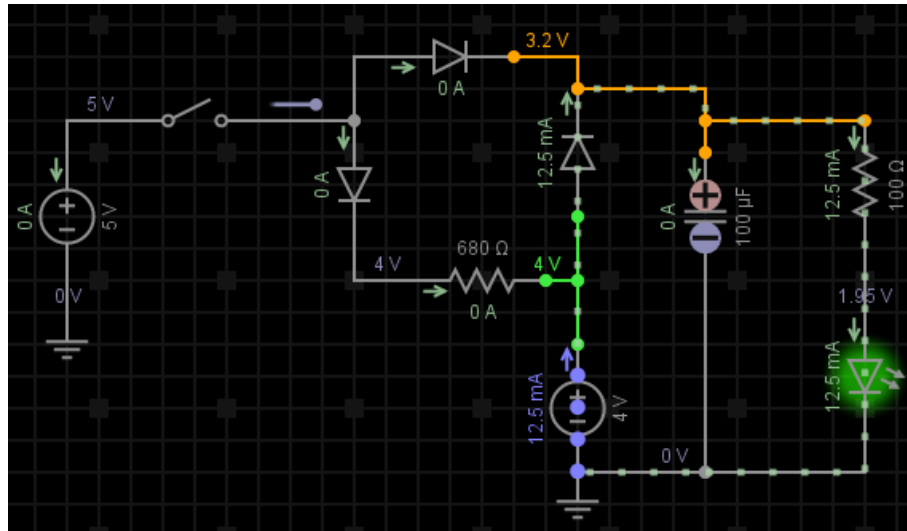 3.2 V
0 A
5 V
0 A
12.5 mA
0 A
5 V
0 A
100 µF
12.5 mA
100 Ω
680 Ω
4 V
4 V
0 A
0 V
1.95 V
12.5 mA
4 V
12.5 mA
0 V